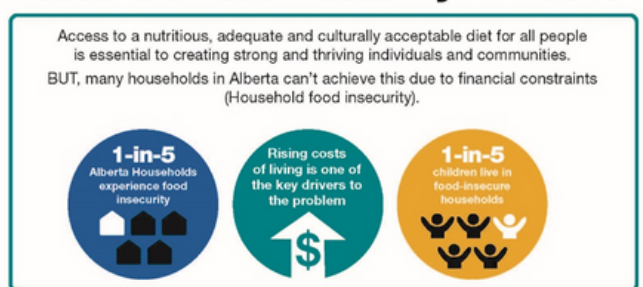 Access to a nutritious, adequate and culturally acceptable diet for all people
is essential to creating strong and thriving individuals and communities.
BUT, many households in Alberta can't achieve this due to financial constraints
(Household food insecurity).
1-in-5
Alberta Households
experience food
insecurity
Rising costs
of living is one of
the key drivers to
the problem
$
1-in-5
children live in
food-insecure
households